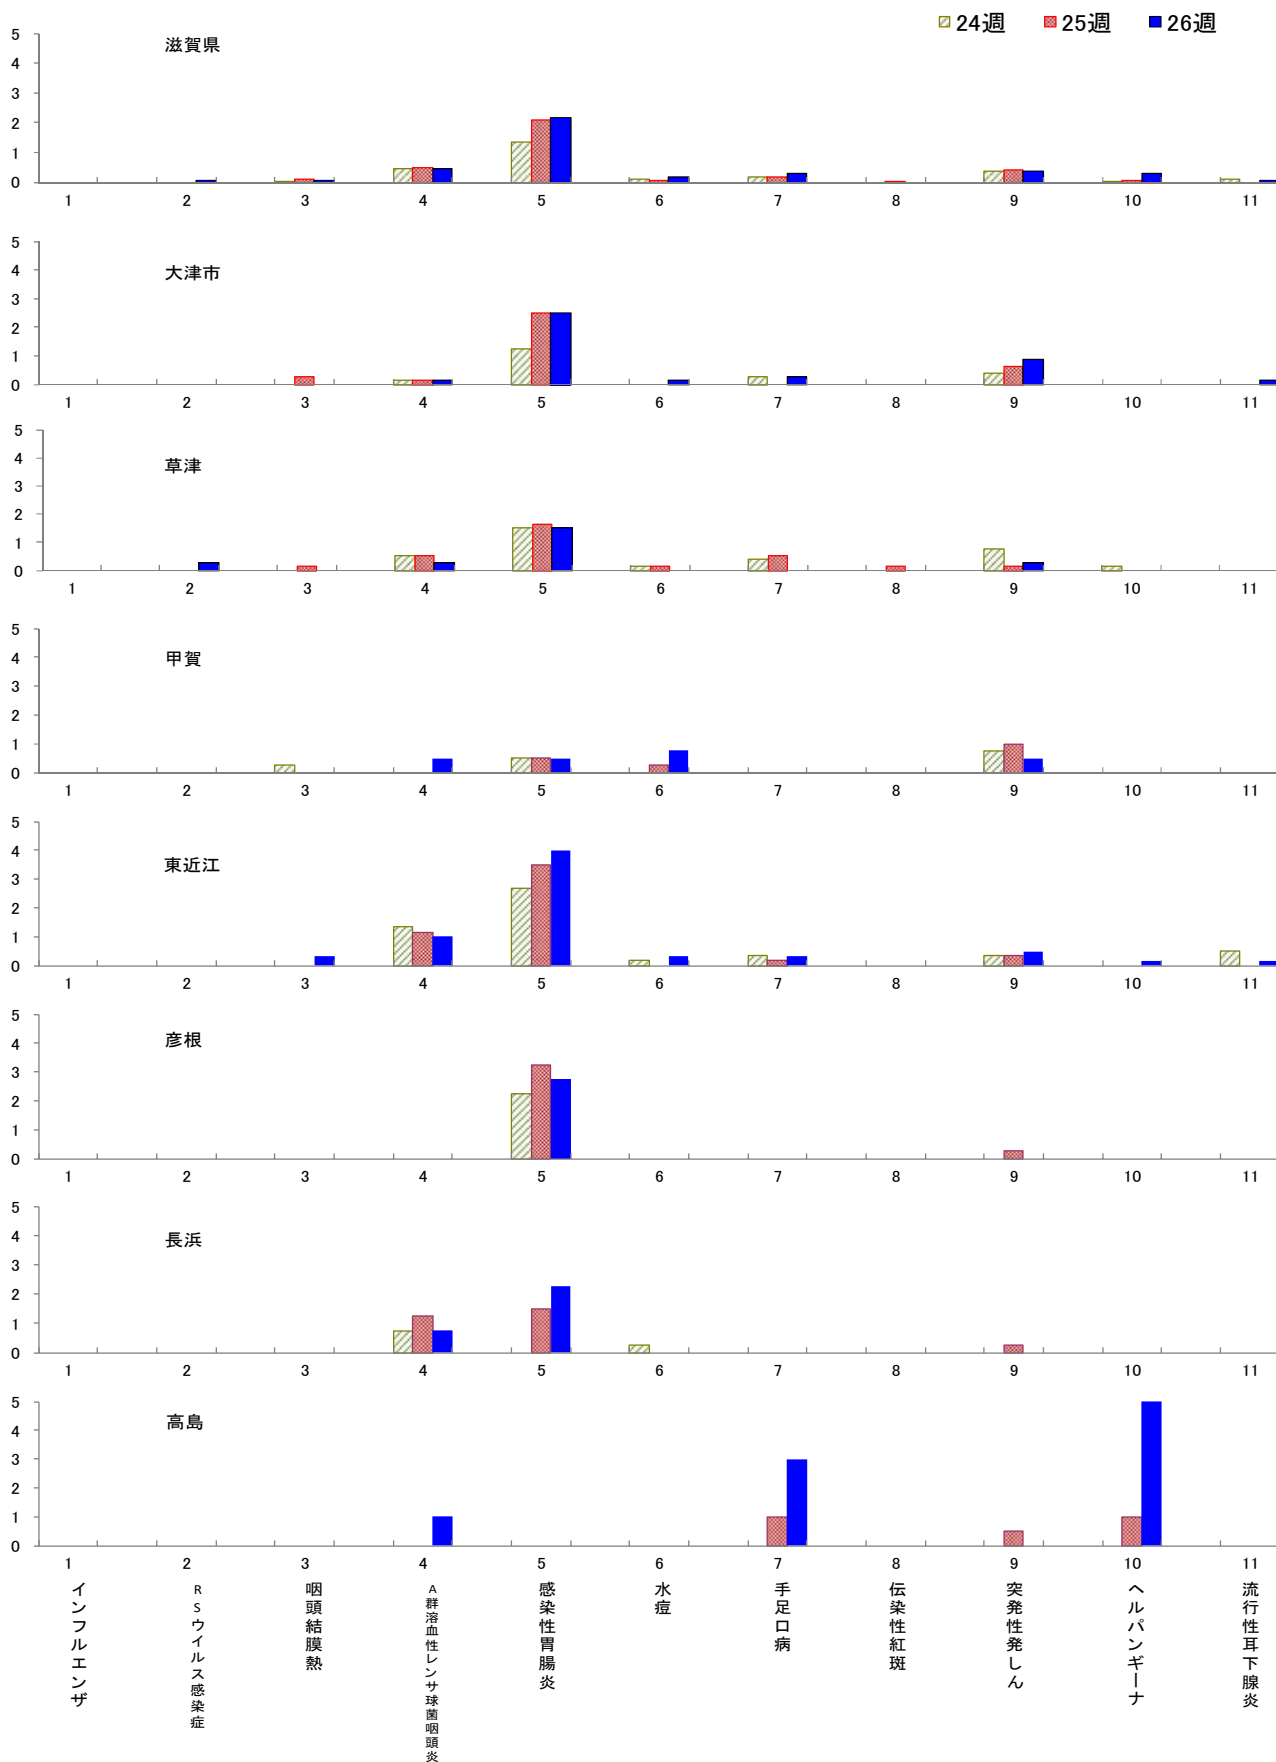 24週 25週 26週
滋賀県
5
4
3
2
1
0
1 2 3 4 5 6 7 8 9 10 11
大津市
5
4
3
2
1
0
1 2 3 4 5 6 7 8 9 10 11
草津
5
4
3
2
1
0
1 2 3 4 5 6 7 8 9 10 11
甲賀
5
4
3
2
1
0
1 2 3 4 5 6 7 8 9 10 11
東近江
5
4
3
2
1
0
1 2 3 4 5 6 7 8 9 10 11
彦根
5
4
3
2
1
0
1 2 3 4 5 6 7 8 9 10 11
長浜
5
4
3
2
1
0
1 2 3 4 5 6 7 8 9 10 11
高島
5
4
3
2
1
0
1 2 3 4 5 6 7 8 9 10 11
インフルエンザ
RSウイルス感染症
咽頭結膜熱
A群溶血性レンサ球菌咽頭炎
感染性胃腸炎
水痘
手足口病
伝染性紅斑
突発性発しん
ヘルパンギーナ
流行性耳下腺炎